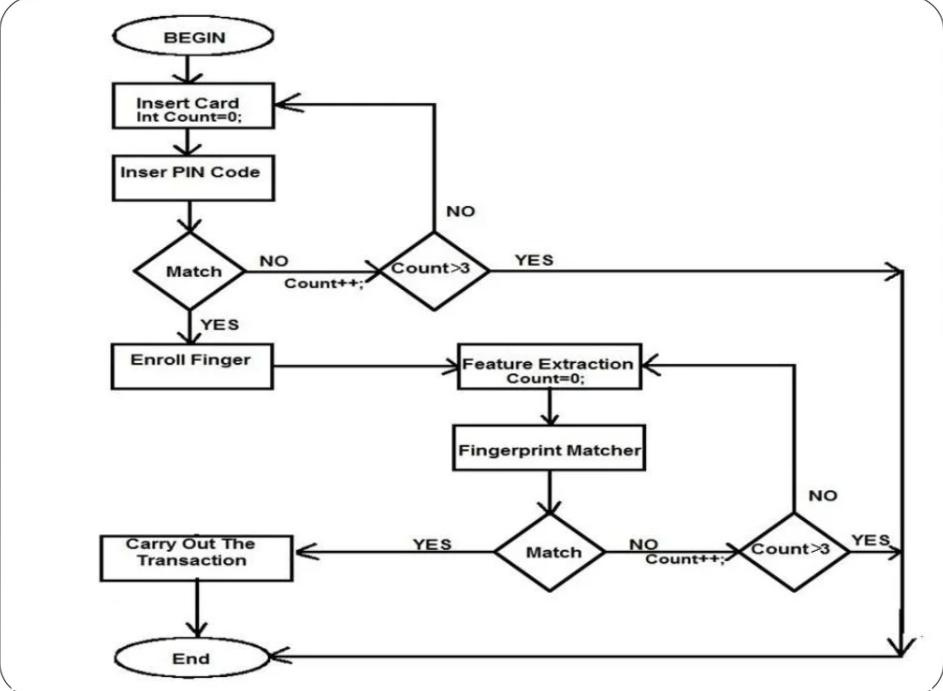 BEGIN
Insert Card
Int Count=0;
Inser PIN Code
NO
Match
NO
Count++;
Count>3
YES
YES
Enroll Finger
Feature Extraction
Count=0;
Fingerprint Matcher
NO
Carry Out The
Transaction
YES
Match
NO
Count++;
Count>3
YES
End